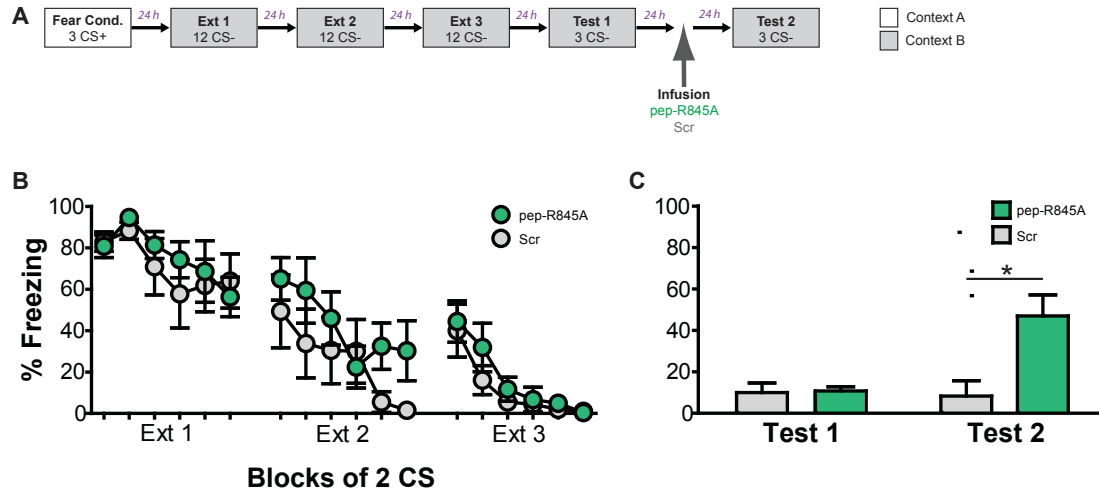 A
Fear Cond.
3 CS+
24 h
Ext 1
12 CS-
24 h
Ext 2
12 CS-
24 h
Ext 3
12 CS-
24 h
Test 1
3 CS-
24 h
24 h
Test 2
3 CS-
Context A
Context B
Infusion
pep-R845A
Scr
B
% Freezing
100
80
60
40
20
0
pep-R845A
Scr
Ext 1
Ext 2
Ext 3
Blocks of 2 CS
C
100
80
60
40
20
0
pep-R845A
Scr
*
Test 1
Test 2